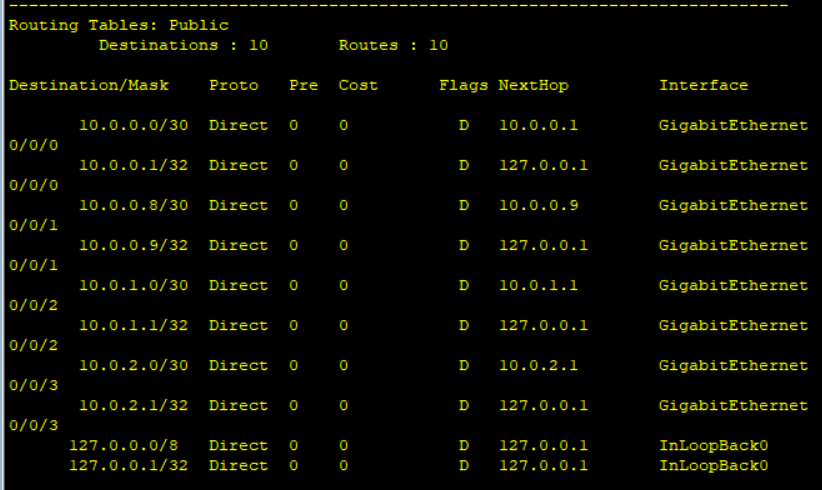 ------------------------------------------------------------------------------
Routing Tables: Public
         Destinations : 10       Routes : 10

Destination/Mask    Proto   Pre  Cost      Flags NextHop         Interface

       10.0.0.0/30  Direct  0    0           D   10.0.0.1        GigabitEthernet
0/0/0
       10.0.0.1/32  Direct  0    0           D   127.0.0.1       GigabitEthernet
0/0/0
       10.0.0.8/30  Direct  0    0           D   10.0.0.9        GigabitEthernet
0/0/1
       10.0.0.9/32  Direct  0    0           D   127.0.0.1       GigabitEthernet
0/0/1
       10.0.1.0/30  Direct  0    0           D   10.0.1.1        GigabitEthernet
0/0/2
       10.0.1.1/32  Direct  0    0           D   127.0.0.1       GigabitEthernet
0/0/2
       10.0.2.0/30  Direct  0    0           D   10.0.2.1        GigabitEthernet
0/0/3
       10.0.2.1/32  Direct  0    0           D   127.0.0.1       GigabitEthernet
0/0/3
      127.0.0.0/8   Direct  0    0           D   127.0.0.1       InLoopBack0
      127.0.0.1/32  Direct  0    0           D   127.0.0.1       InLoopBack0